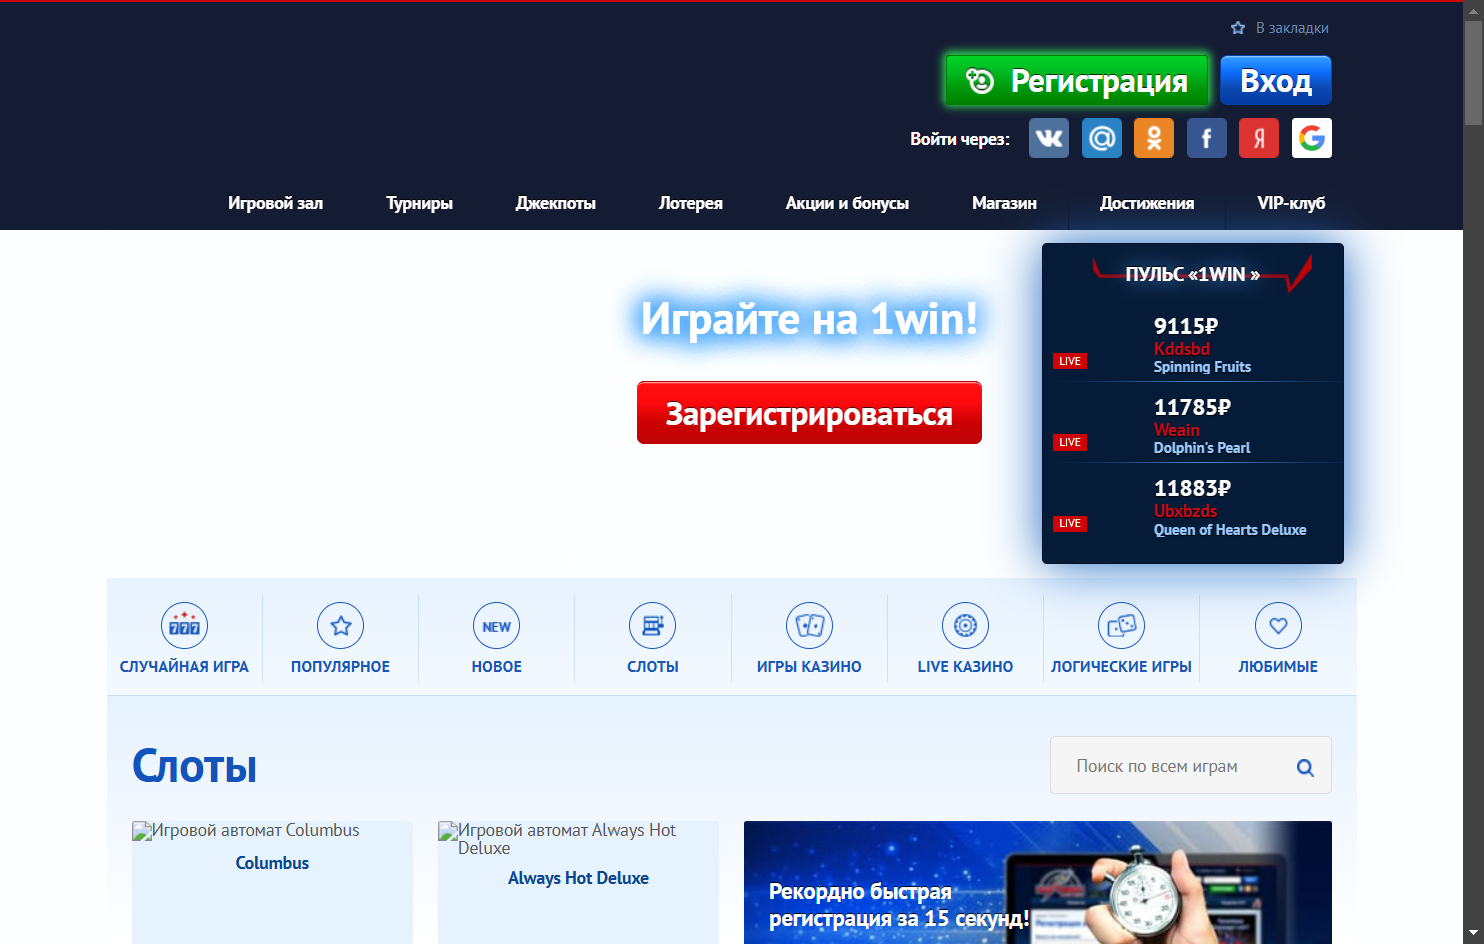 В закладки
Регистрация
Вход
Войти через:
Игровой зал
Турниры
Джекпоты
Лотерея
Акции и бонусы
Магазин
Достижения
VIP-клуб
Играйте на 1win!
Зарегистрироваться
ПУЛЬС «1WIN »
9115₽
Kddsbd
LIVE
Spinning Fruits
11785₽
Weain
LIVE
Dolphin's Pearl
11883₽
Ubxbzds
LIVE
Queen of Hearts Deluxe
777
NEW
СЛУЧАЙНАЯ ИГРА
ПОПУЛЯРНОЕ
НОВОЕ
СЛОТЫ
ИГРЫ КАЗИНО
LIVE КАЗИНО
ЛОГИЧЕСКИЕ ИГРЫ
ЛЮБИМЫЕ
Слоты
Поиск по всем играм
Игровой автомат Columbus
Columbus
Игровой автомат Always Hot
Deluxe
Always Hot Deluxe
Рекордно быстрая
регистрация за 15 секунд!